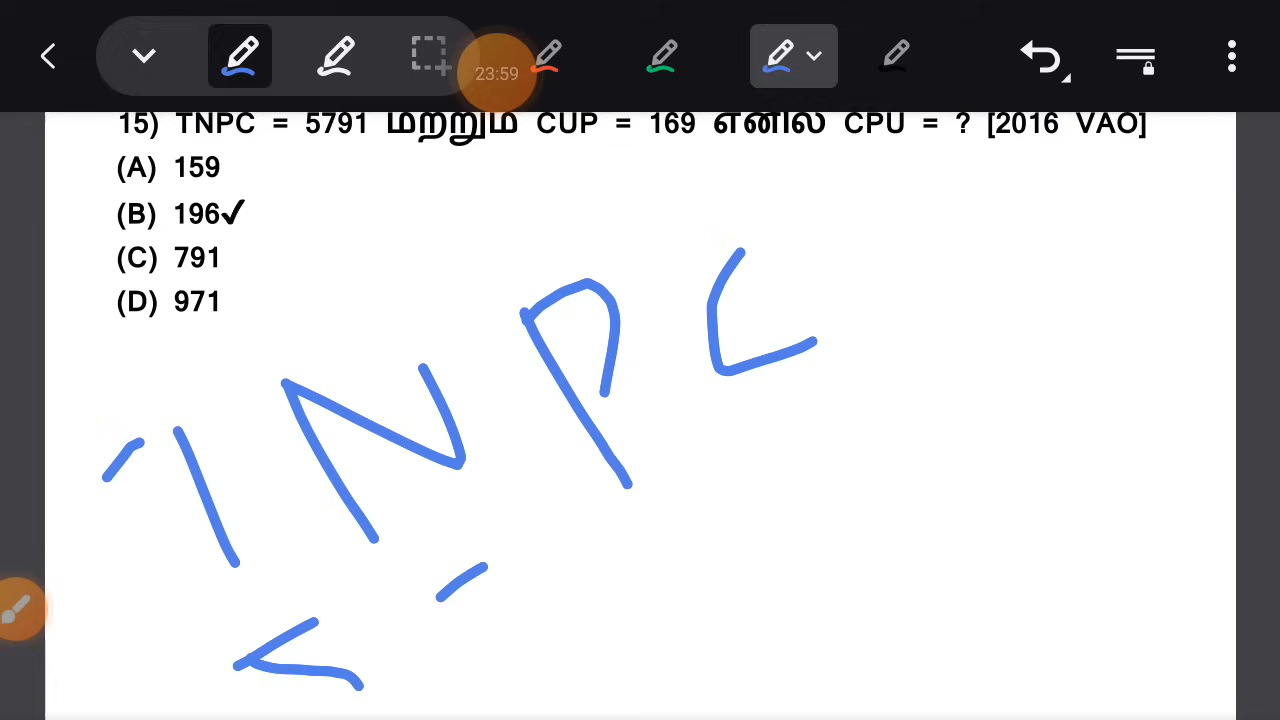 23:59
15) TNPC = 5791 மற்றும் CUP = 169 எனில் CPU = ? [2016 VAO]
(A) 159
(B) 196✓
(C) 791
(D) 971
TNPC